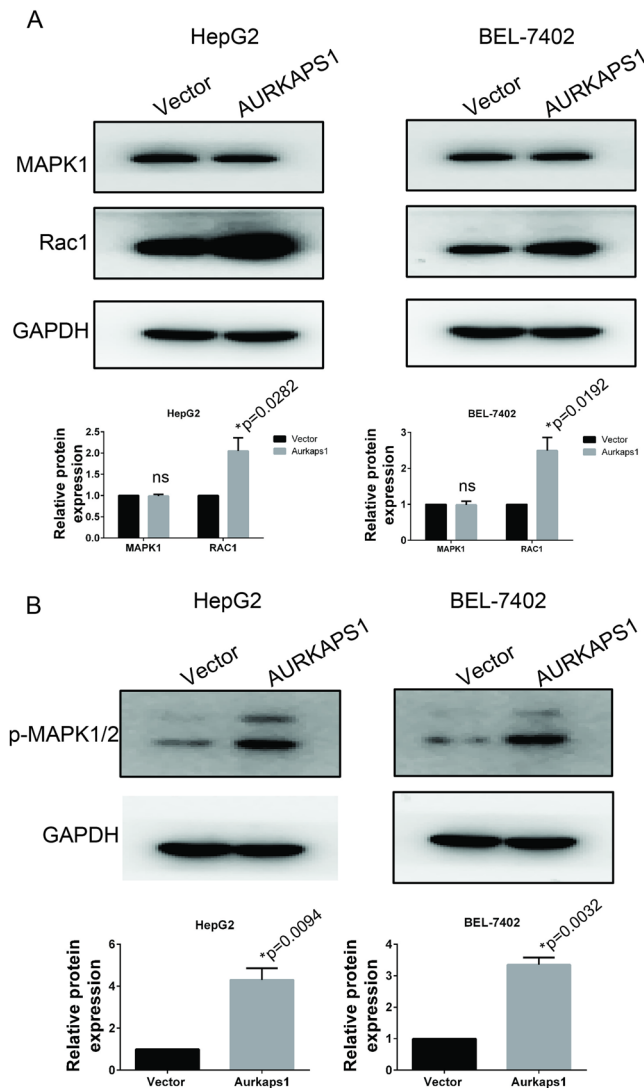 A
HepG2 BEL-7402
Vector AURKAPS1 Vector AURKAPS1
MAPK1
Rac1
GAPDH
HepG2
*p=0.0282
Vector
Aurkaps1
Relative protein
expression
2.5
2.0
1.5
1.0
0.5
0.0
ns
MAPK1 RAC1
BEL-7402
*p=0.0192
Vector
Aurkaps1
Relative protein
expression
3
2
1
0
ns
MAPK1 RAC1
B
HepG2 BEL-7402
Vector AURKAPS1 Vector AURKAPS1
p-MAPK1/2
GAPDH
HepG2
*p=0.0094
Relative protein
expression
6
4
2
0
Vector Aurkaps1
BEL-7402
*p=0.0032
Relative protein
expression
4
3
2
1
0
Vector Aurkaps1